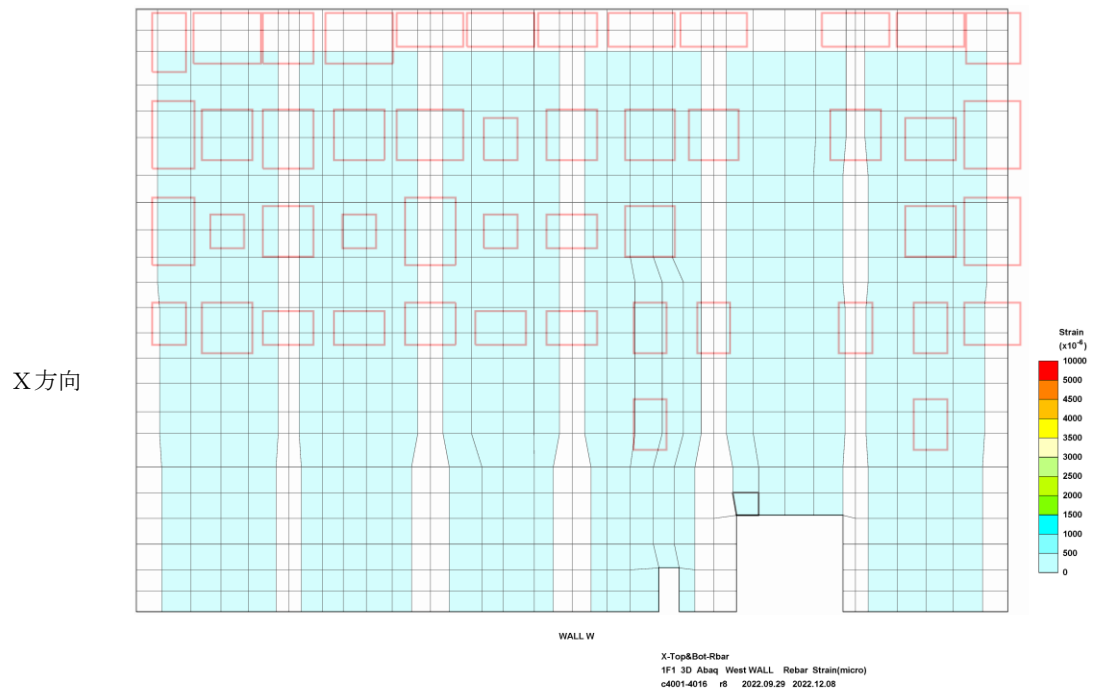 X方向
Strain
(x10⁻⁶)
10000
5000
4500
4000
3500
3000
2500
2000
1500
1000
500
0
WALL W
X-Top&Bot-Rbar
1F1 3D Abaq West WALL Rebar Strain(micro)
c4001-4016 r8 2022.09.29 2022.12.08